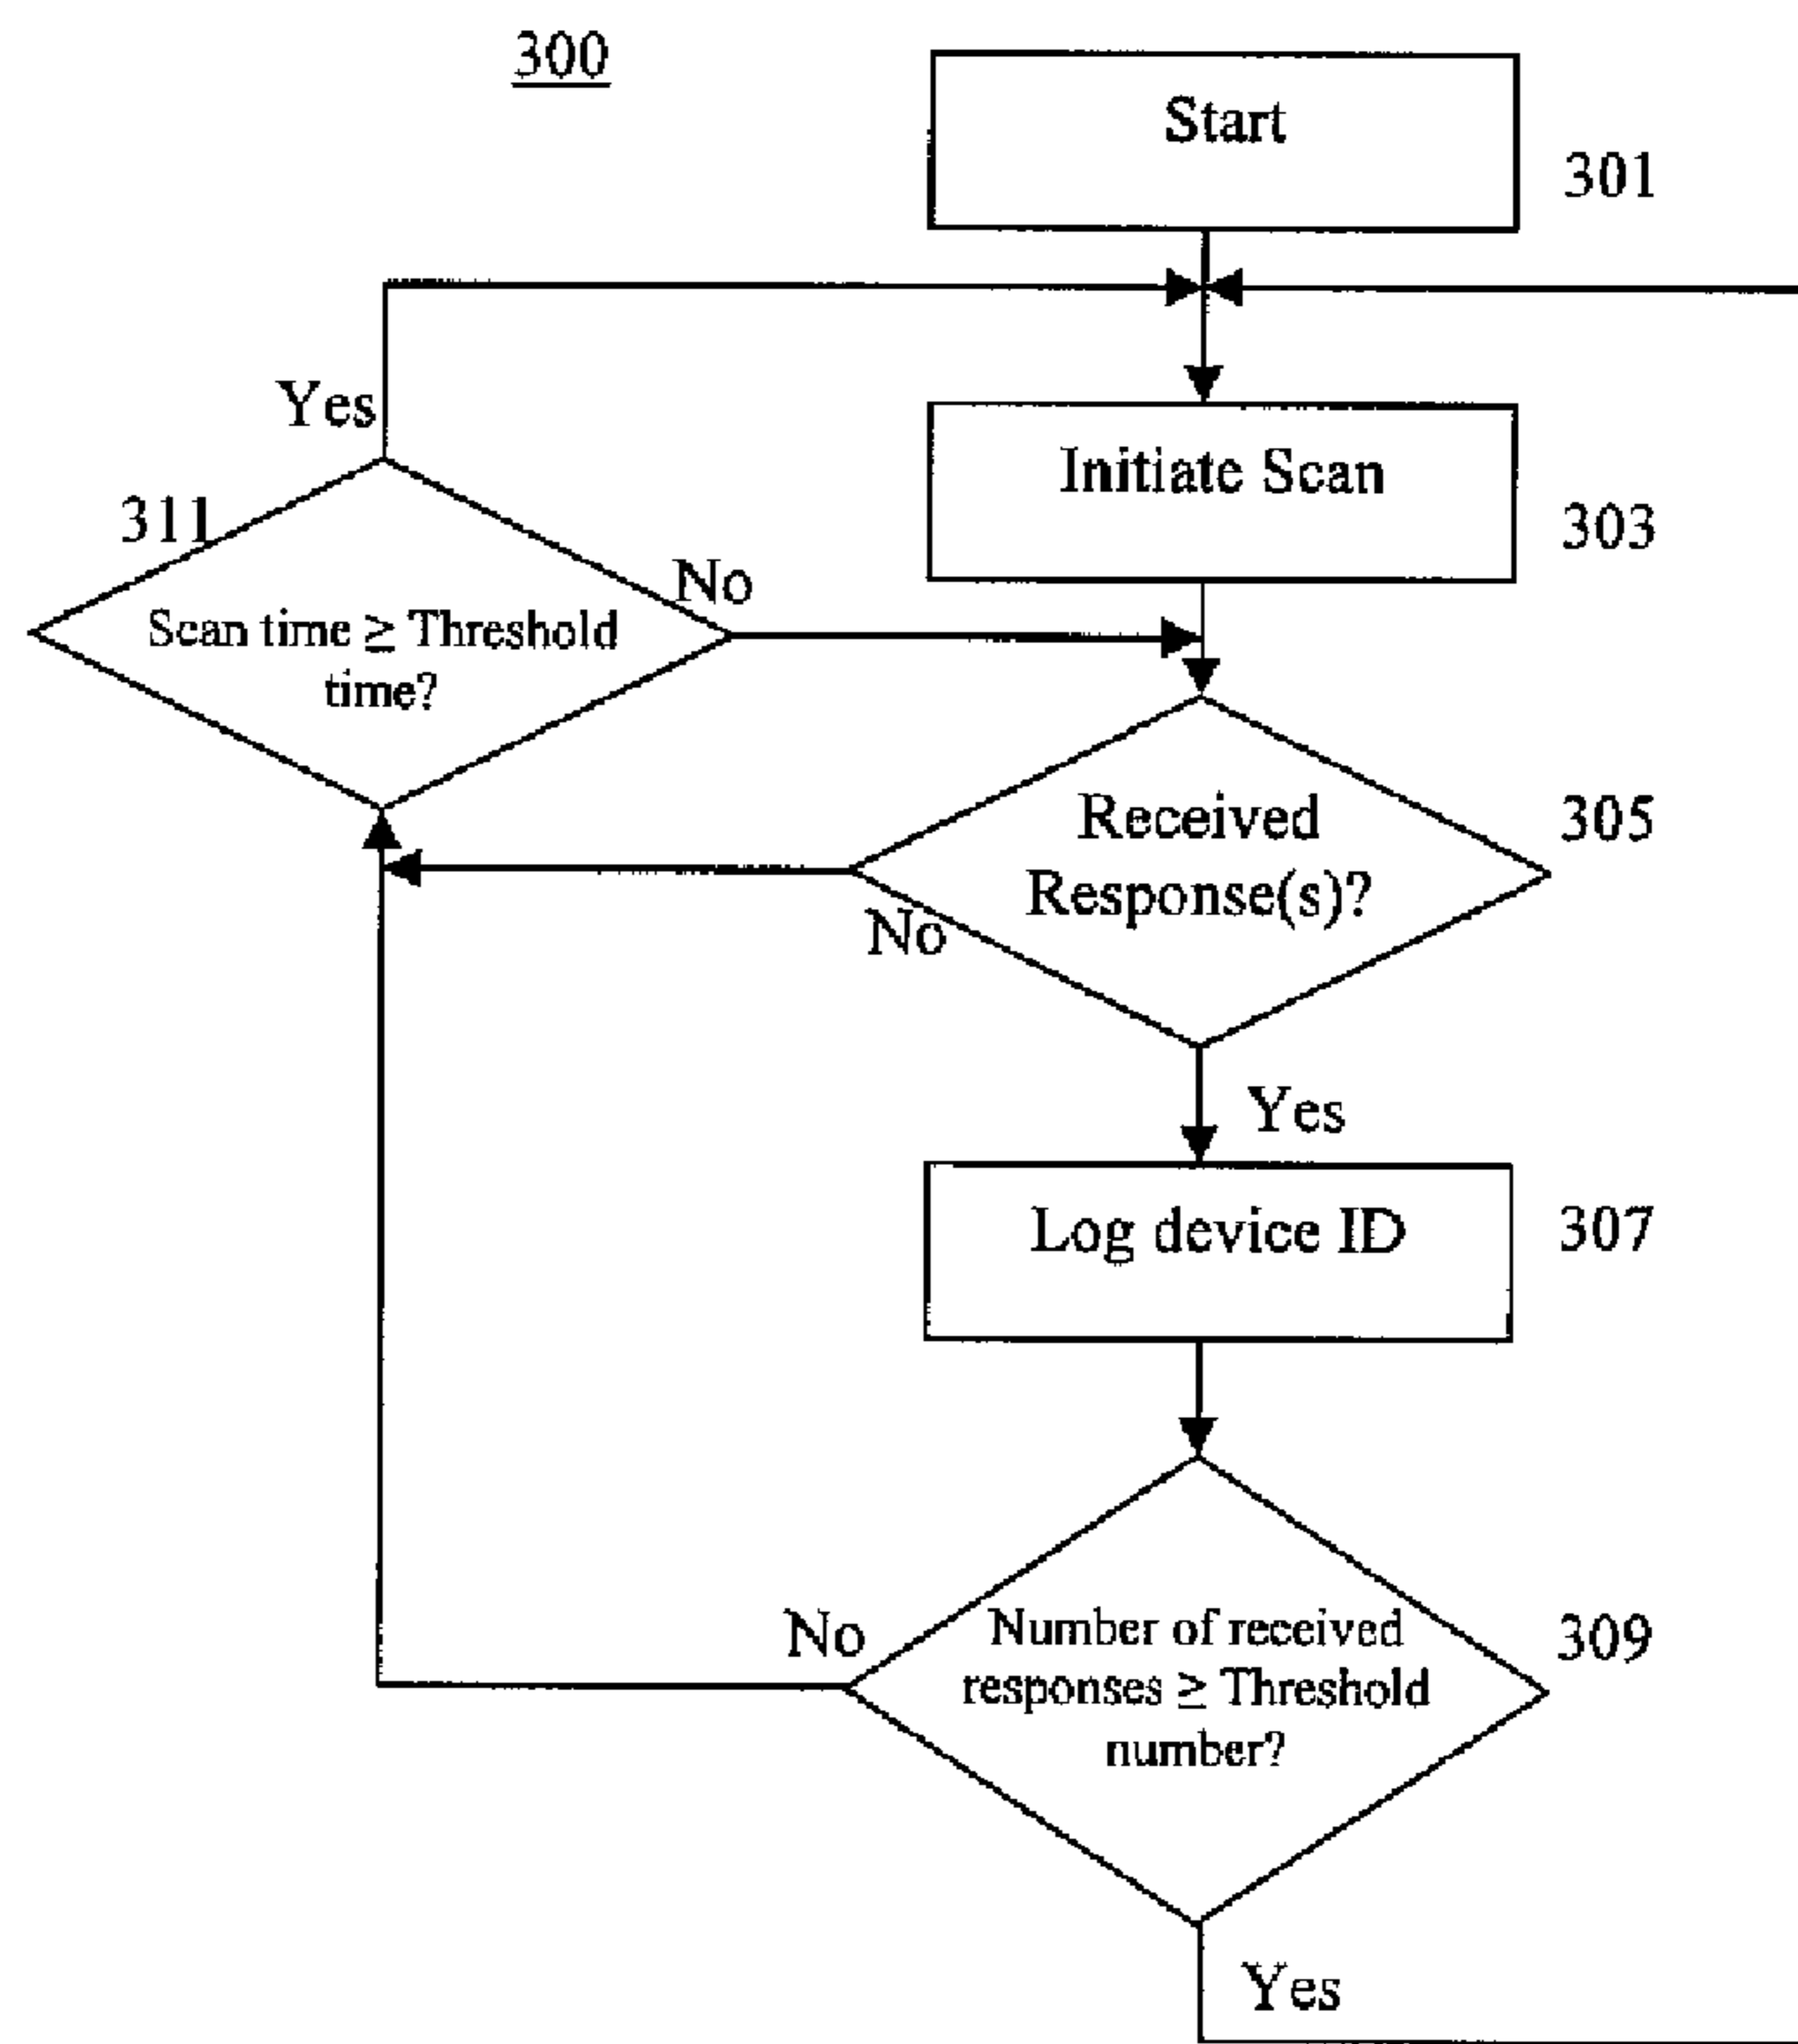 300
Start
301
Yes
Initiate Scan
303
311
No
Scan time ≥ Threshold
time?
Received
Response(s)?
305
No
Yes
Log device ID
307
No
Number of received
responses ≥ Threshold
number?
309
Yes